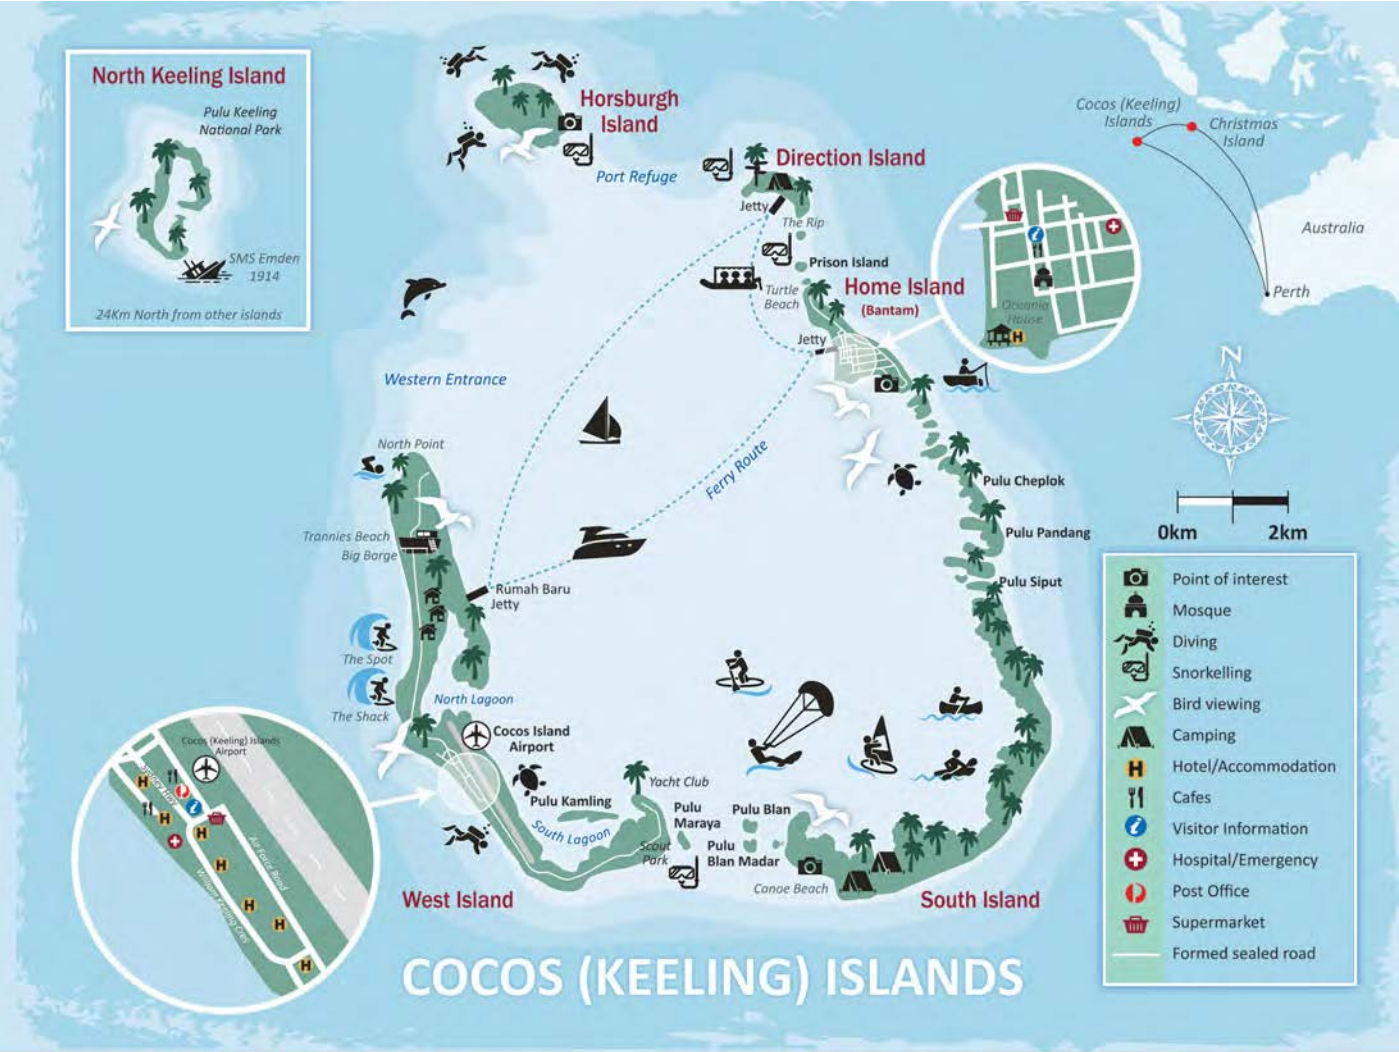 North Keeling Island
Pulu Keeling
National Park
SMS Emden
1914
24Km North from other islands
Horsburgh
Island
Port Refuge
Direction Island
Jetty
The Rip
Prison Island
Turtle
Beach
Home Island
(Bantam)
Jetty
Oceania
House
H
Cocos (Keeling)
Islands
Christmas
Island
Australia
Perth
Western Entrance
North Point
Ferry Route
Trannies Beach
Big Barge
Rumah Baru
Jetty
The Spot
The Shack
North Lagoon
Cocos Island
Airport
Pulu Cheplok
Pulu Pandang
Pulu Siput
N
0km
2km
Cocos (Keeling) Islands
Airport
Air Force Road
William Keeling Cres
H
H
H
H
H
H
H
Pulu Kamling
South Lagoon
Yacht Club
Scout
Park
Pulu
Maraya
Pulu Blan
Pulu
Blan Madar
Canoe Beach
West Island
South Island
COCOS (KEELING) ISLANDS
Point of interest
Mosque
Diving
Snorkelling
Bird viewing
Camping
H Hotel/Accommodation
Cafes
i Visitor Information
Hospital/Emergency
Post Office
Supermarket
Formed sealed road